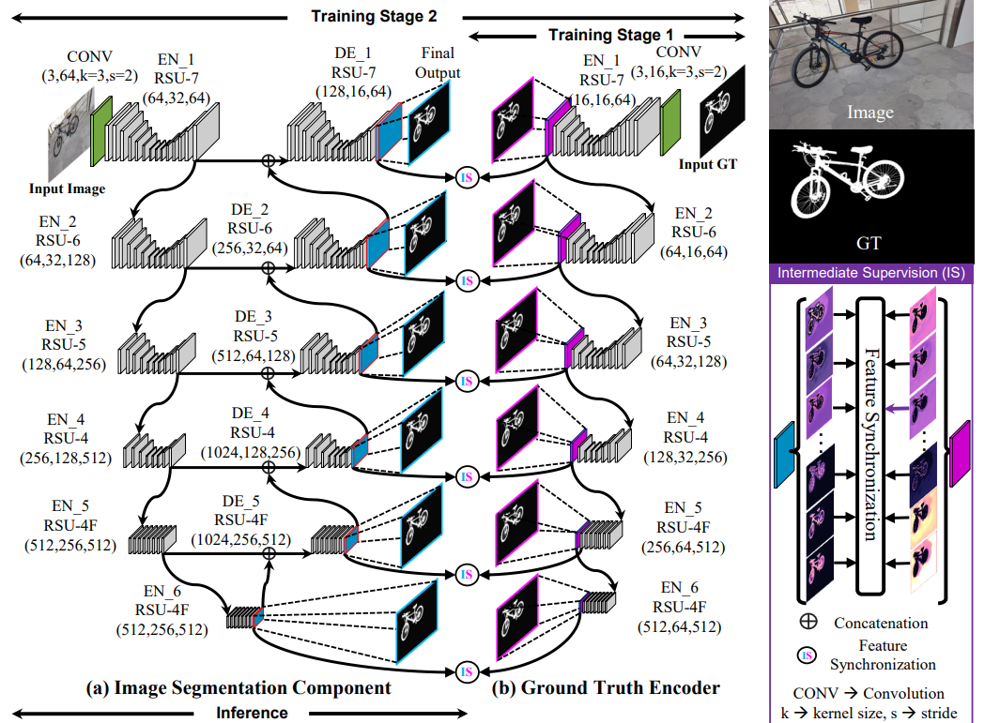 Training Stage 2
Training Stage 1
CONV
(3,64,k=3,s=2)
EN_1
RSU-7
(64,32,64)
DE_1
RSU-7
(128,16,64)
Final
Output
EN_1
RSU-7
(16,16,64)
CONV
(3,16,k=3,s=2)
Input Image
IS
Input GT
EN_2
RSU-6
(64,32,128)
DE_2
RSU-6
(256,32,64)
IS
EN_2
RSU-6
(64,16,64)
EN_3
RSU-5
(128,64,256)
DE_3
RSU-5
(512,64,128)
IS
EN_3
RSU-5
(64,32,128)
EN_4
RSU-4
(256,128,512)
DE_4
RSU-4
(1024,128,256)
IS
EN_4
RSU-4
(128,32,256)
EN_5
RSU-4F
(512,256,512)
DE_5
RSU-4F
(1024,256,512)
IS
EN_5
RSU-4F
(256,64,512)
EN_6
RSU-4F
(512,256,512)
IS
EN_6
RSU-4F
(512,64,512)
(a) Image Segmentation Component
(b) Ground Truth Encoder
Inference
Image
GT
Intermediate Supervision (IS)
Feature Synchronization
Concatenation
IS
Feature
Synchronization
CONV → Convolution
k → kernel size, s → stride